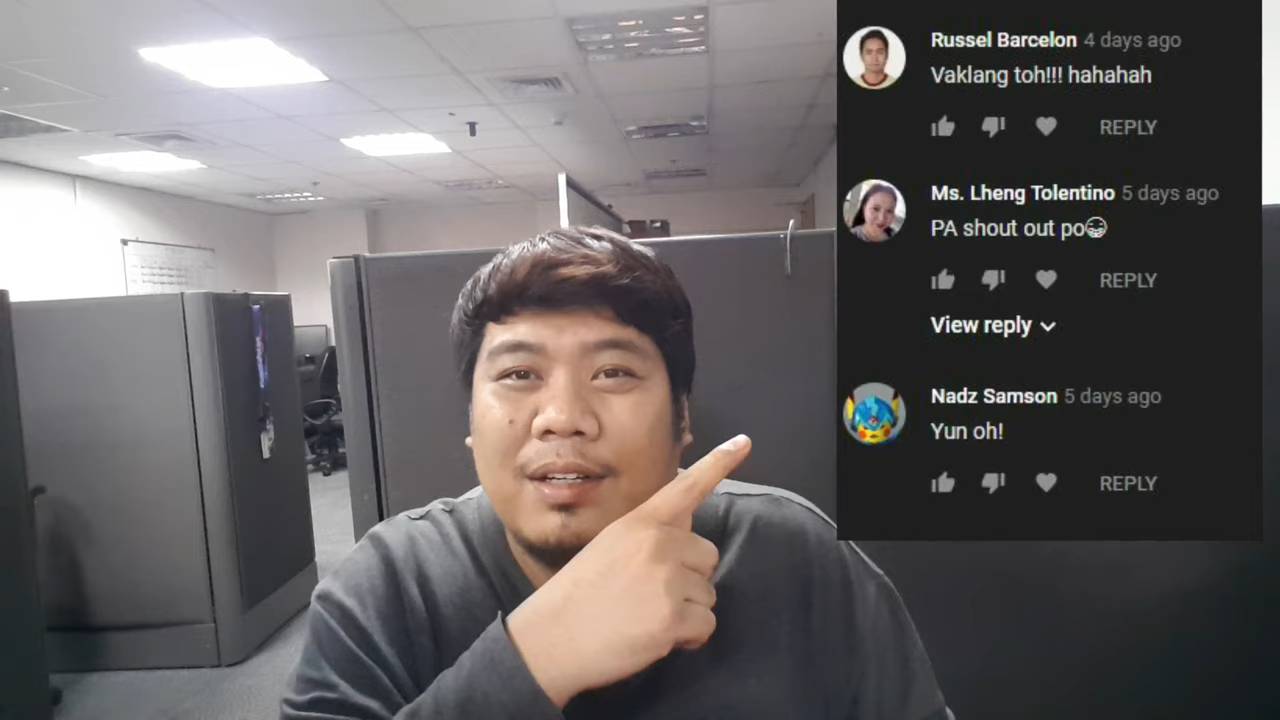 Russel Barcelon 4 days ago
Vaklang toh!!! hahahah
REPLY
Ms. Lheng Tolentino 5 days ago
PA shout out po😂
REPLY
View reply
Nadz Samson 5 days ago
Yun oh!
REPLY